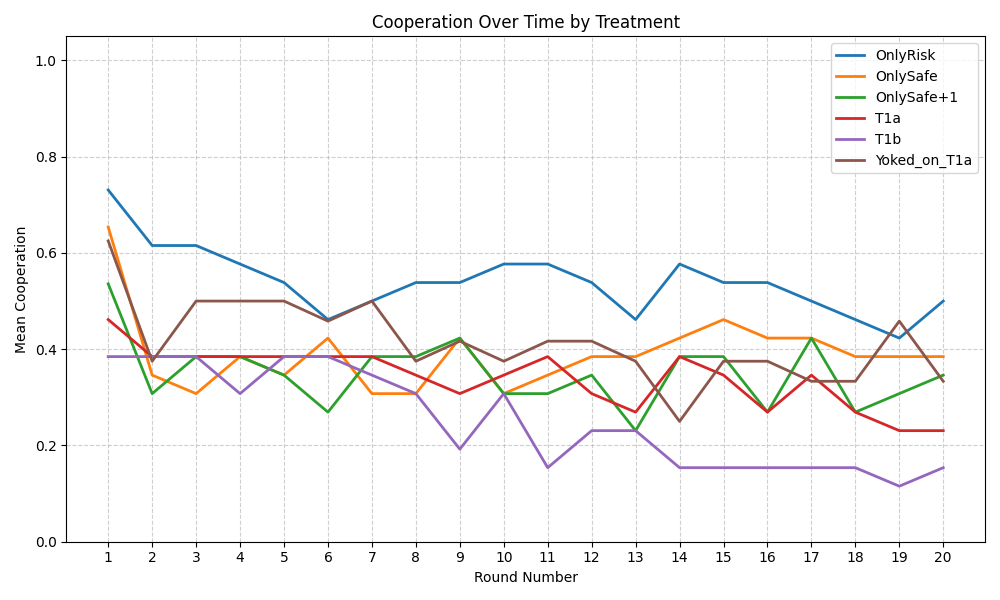 Cooperation Over Time by Treatment
Mean Cooperation
1.0
0.8
0.6
0.4
0.2
0.0
OnlyRisk
OnlySafe
OnlySafe+1
T1a
T1b
Yoked_on_T1a
1 2 3 4 5 6 7 8 9 10 11 12 13 14 15 16 17 18 19 20
Round Number